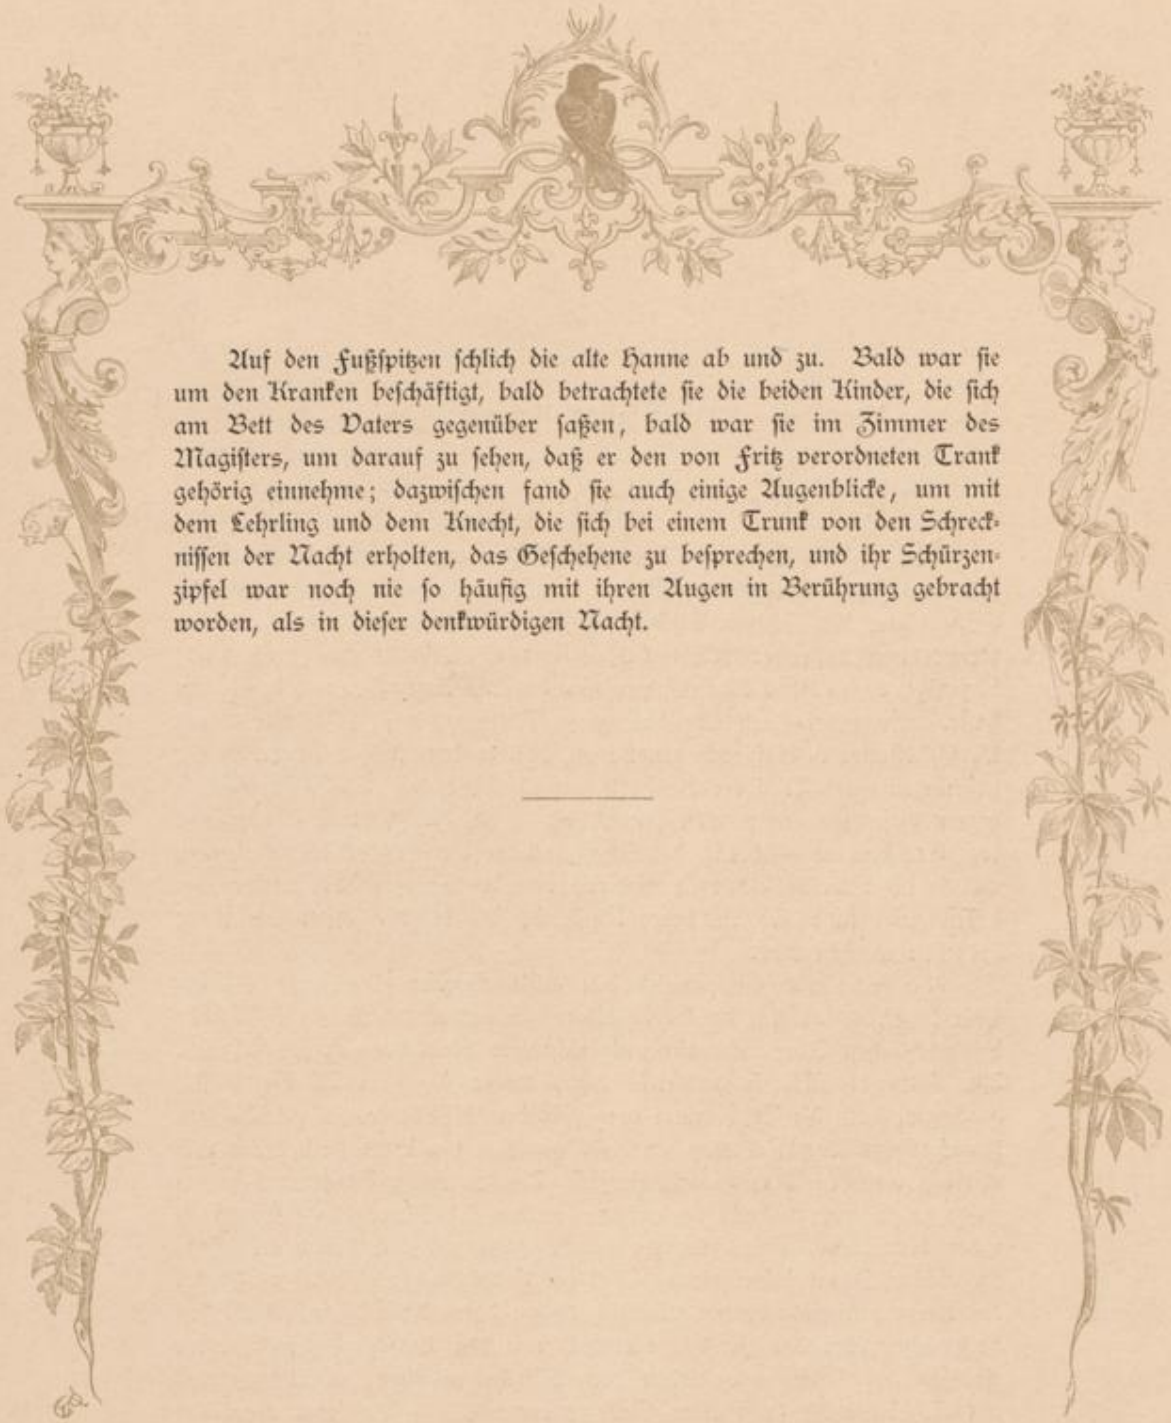 Auf den Fußspitzen schlich die alte Hanne ab und zu. Bald war sie
um den Kranken beschäftigt, bald betrachtete sie die beiden Kinder, die sich
am Bett des Vaters gegenüber saßen, bald war sie im Zimmer des
Magisters, um darauf zu sehen, daß er den von Fritz verordneten Trank
gehörig einnehme; dazwischen fand sie auch einige Augenblicke, um mit
dem Lehrling und dem Knecht, die sich bei einem Trunk von den Schreck-
nissen der Nacht erholten, das Geschehene zu besprechen, und ihr Schürzen-
zipfel war noch nie so häufig mit ihren Augen in Berührung gebracht
worden, als in dieser denkwürdigen Nacht.